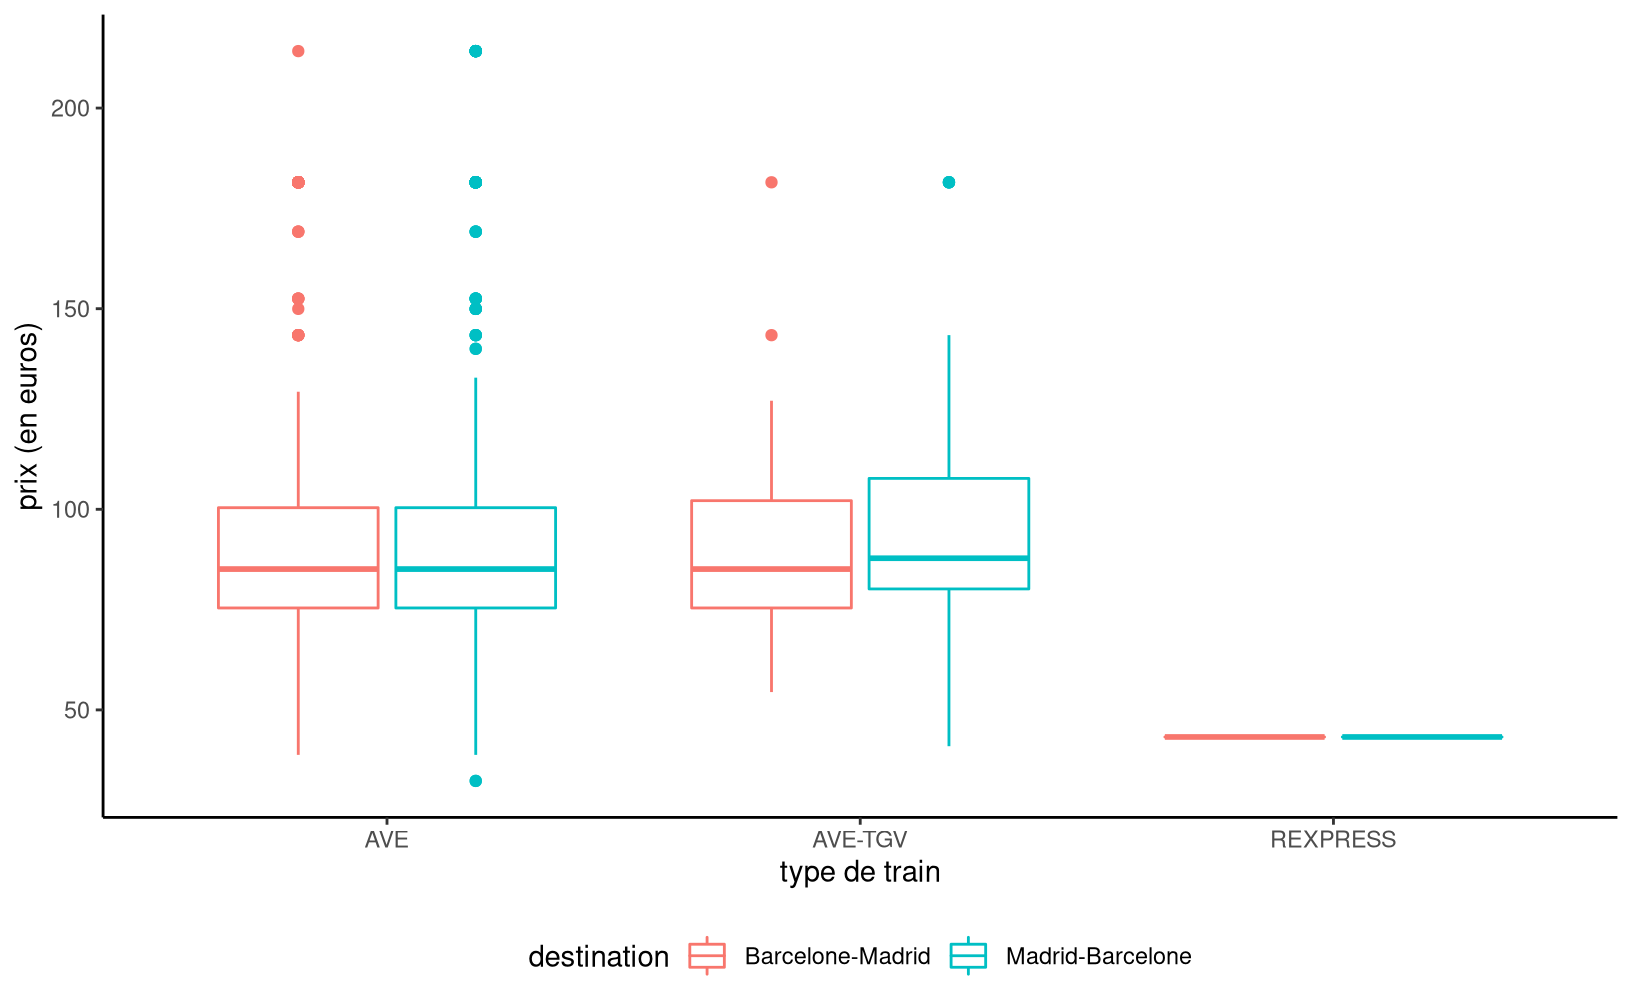 prix (en euros)
200
150
100
50
AVE
AVE-TGV
REXPRESS
type de train
destination
Barcelone-Madrid
Madrid-Barcelone